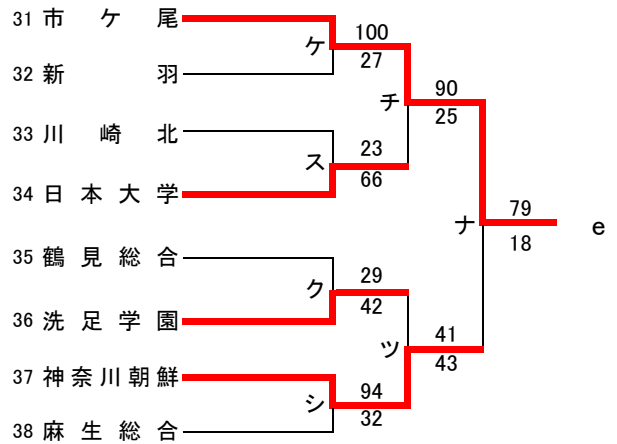 31 市ケ尾
ケ
100
27
32 新羽
チ
90
25
33 川崎北
ス
23
66
34 日本大学
ナ
79
18
e
35 鶴見総合
ク
29
42
36 洗足学園
ツ
41
43
37 神奈川朝鮮
シ
94
32
38 麻生総合